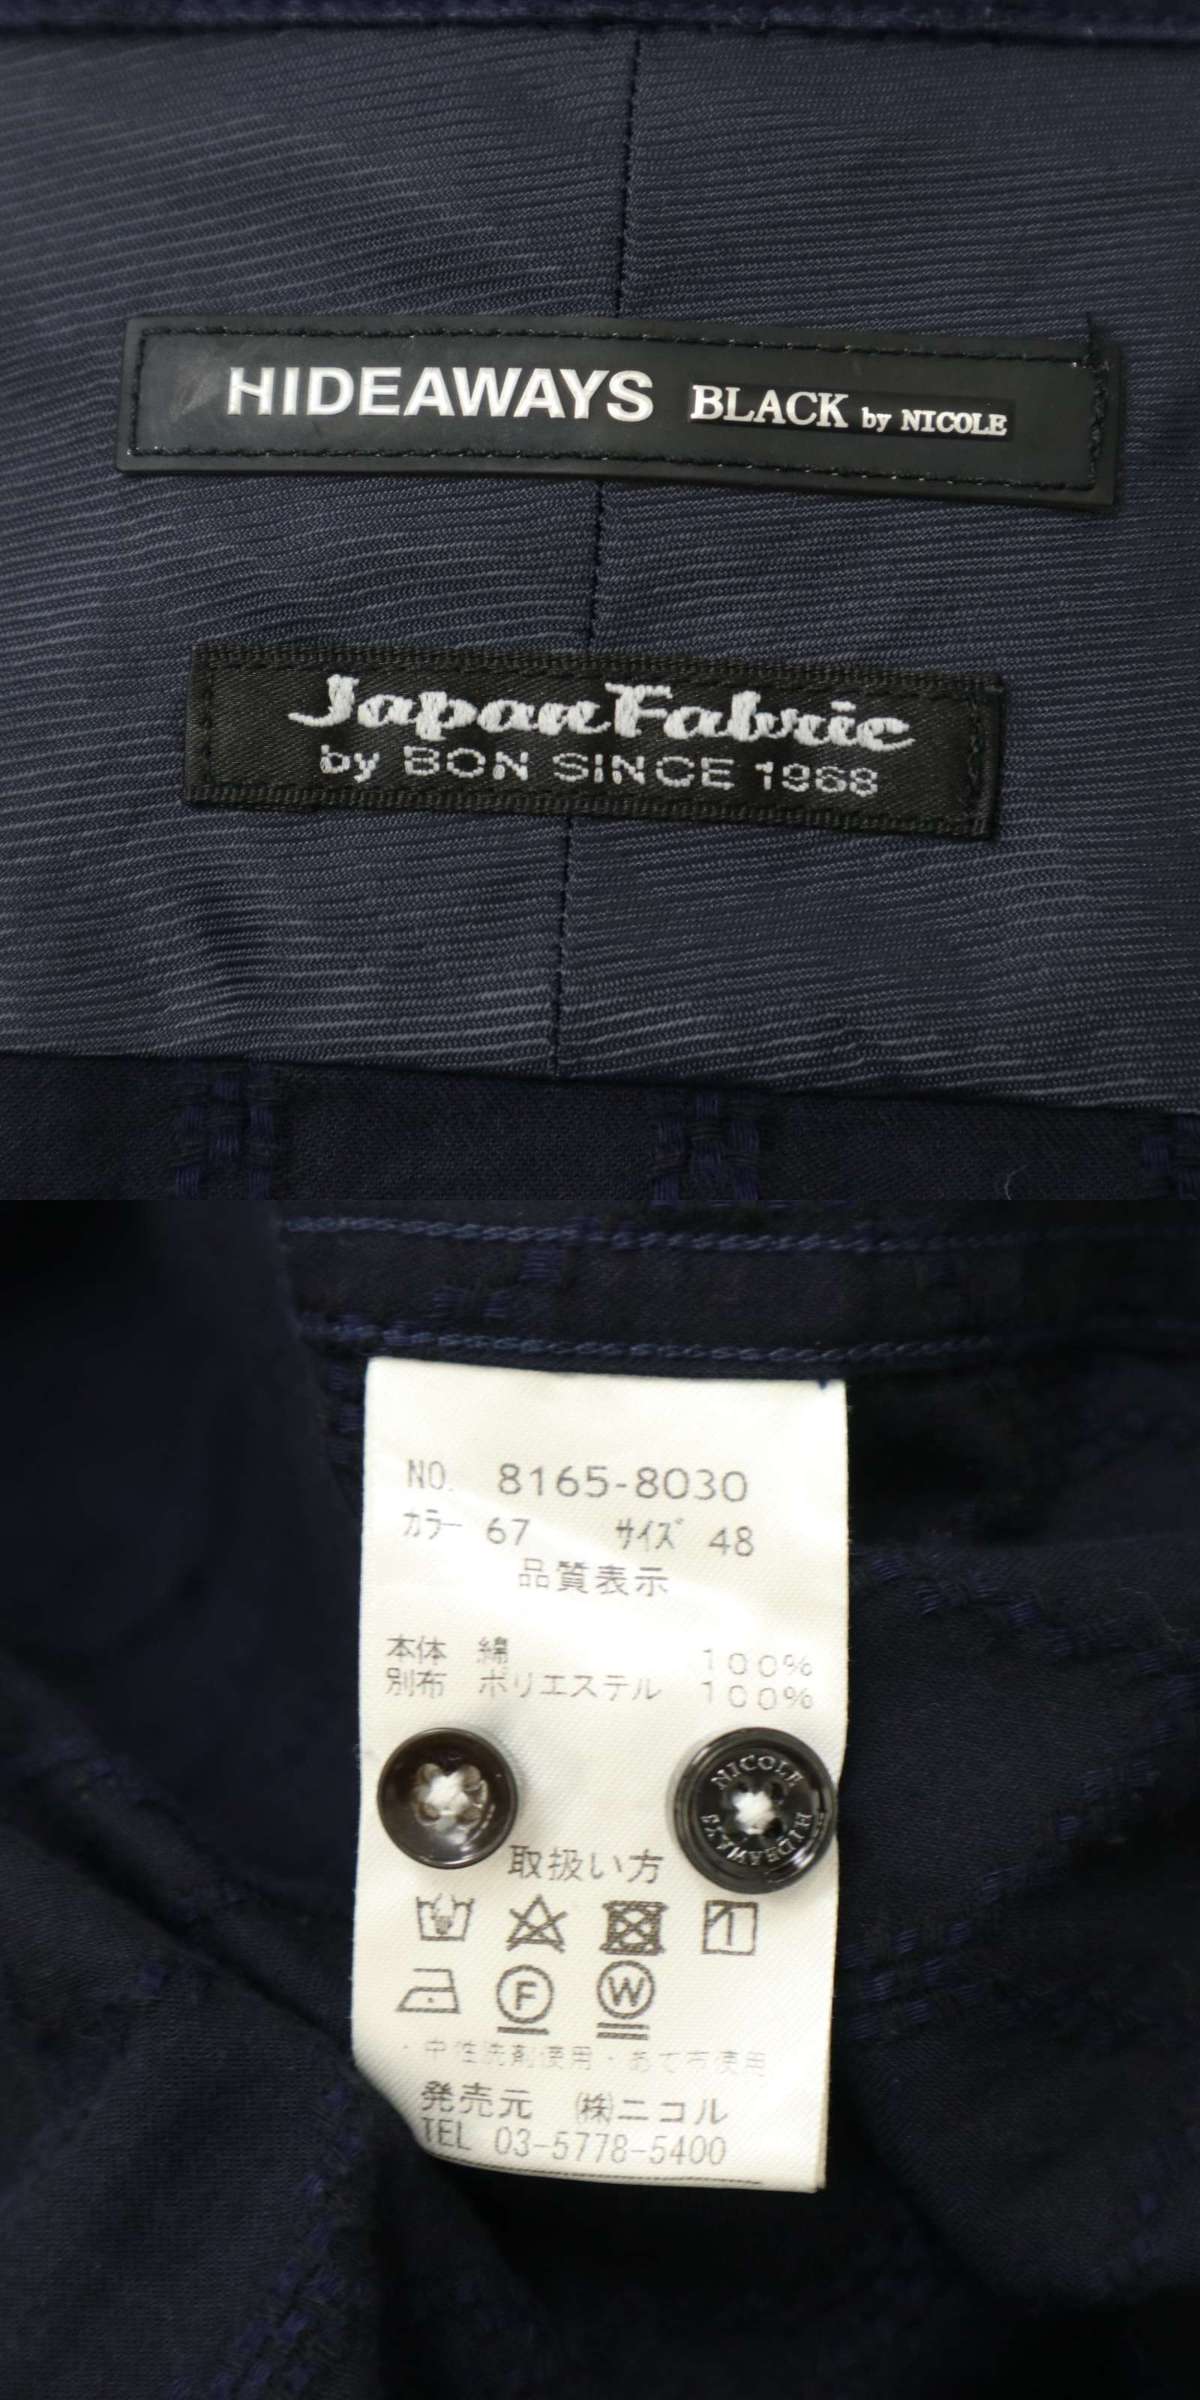 HIDEAWAYS BLACK by NICOLE
Japan Fabric
by BON SINCE 1968
NO. 8165-8030
カラー 67 サイズ 48
品質表示
本体 綿 100%
別布 ポリエステル 100%
NICOLE
HIDEAWAYS
取扱い方
F W
・中性洗剤使用・あて布使用
発売元 ㈱ニコル
TEL 03-5778-5400